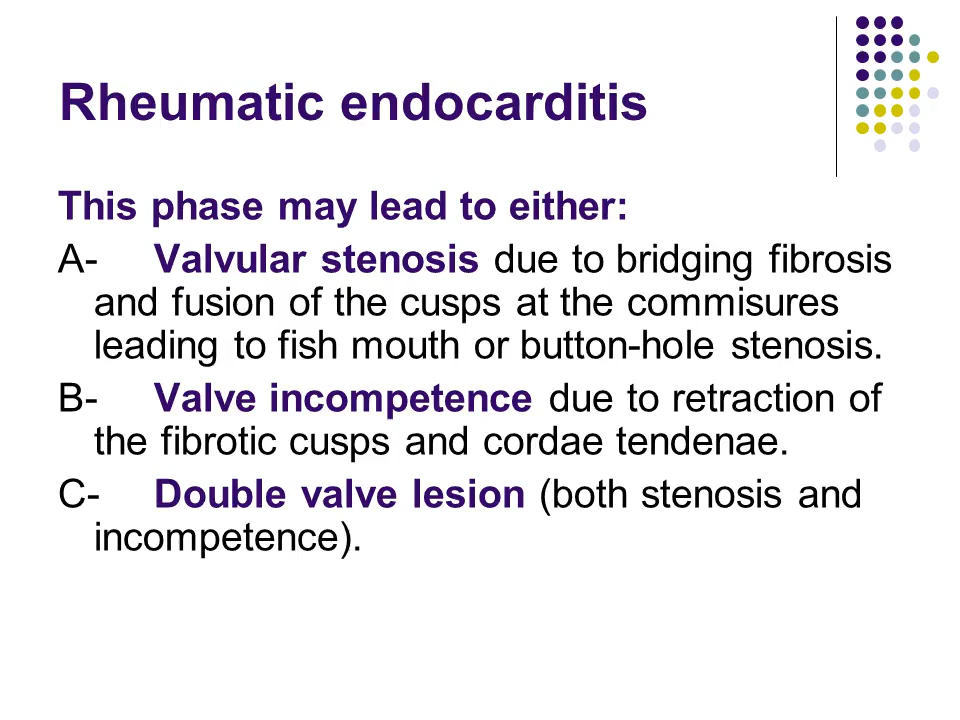 Rheumatic endocarditis
This phase may lead to either:
A- Valvular stenosis due to bridging fibrosis
and fusion of the cusps at the commisures
leading to fish mouth or button-hole stenosis.
B- Valve incompetence due to retraction of
the fibrotic cusps and cordae tendenae.
C- Double valve lesion (both stenosis and
incompetence).